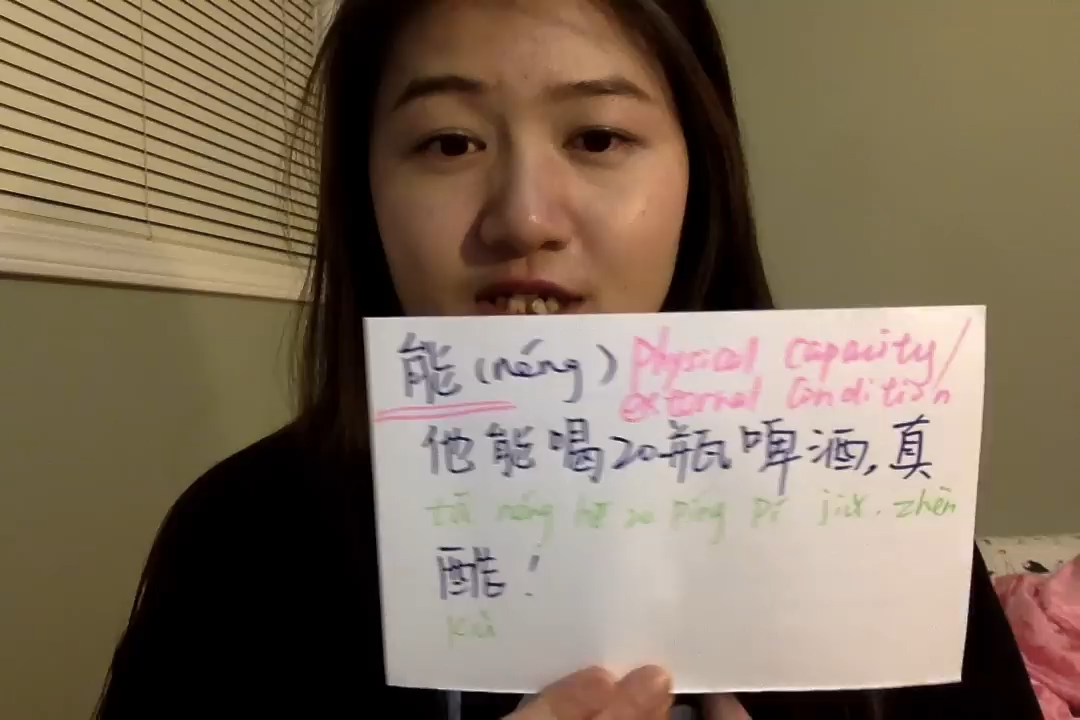 能 (néng) Physical capacity/
external condition
他能喝20瓶啤酒,真
tā néng hē 20 píng pí jiǔ. zhēn
酷!
kù